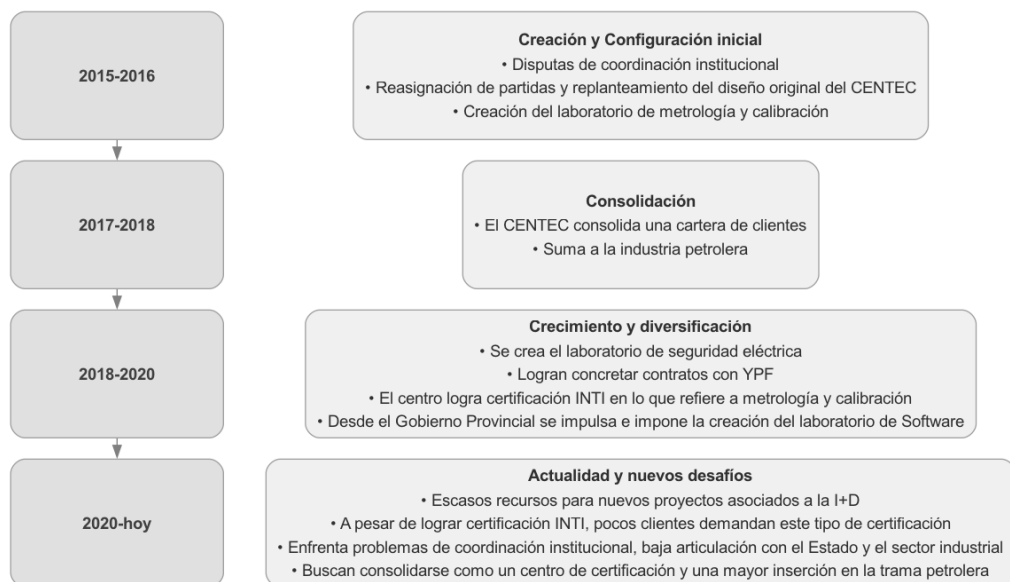 2015-2016
Creación y Configuración inicial
• Disputas de coordinación institucional
• Reasignación de partidas y replanteamiento del diseño original del CENTEC
• Creación del laboratorio de metrología y calibración
2017-2018
Consolidación
• El CENTEC consolida una cartera de clientes
• Suma a la industria petrolera
2018-2020
Crecimiento y diversificación
• Se crea el laboratorio de seguridad eléctrica
• Logran concretar contratos con YPF
• El centro logra certificación INTI en lo que refiere a metrología y calibración
• Desde el Gobierno Provincial se impulsa e impone la creación del laboratorio de Software
2020-hoy
Actualidad y nuevos desafíos
• Escasos recursos para nuevos proyectos asociados a la I+D
• A pesar de lograr certificación INTI, pocos clientes demandan este tipo de certificación
• Enfrenta problemas de coordinación institucional, baja articulación con el Estado y el sector industrial
• Buscan consolidarse como un centro de certificación y una mayor inserción en la trama petrolera